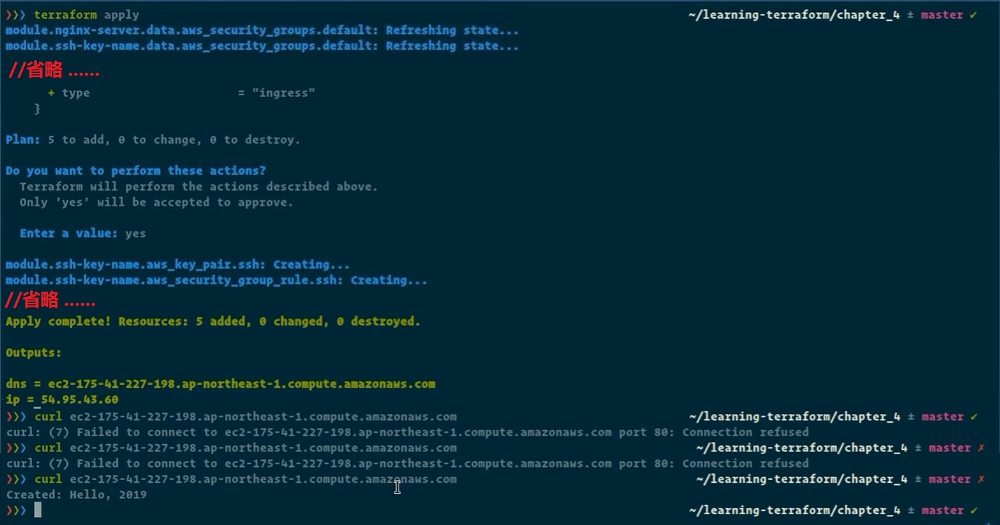 ❯❯❯ terraform apply ~/learning-terraform/chapter_4 ± master ✓
module.nginx-server.data.aws_security_groups.default: Refreshing state...
module.ssh-key-name.data.aws_security_groups.default: Refreshing state...
//省略 ......
+ type = "ingress"
}
Plan: 5 to add, 0 to change, 0 to destroy.
Do you want to perform these actions?
Terraform will perform the actions described above.
Only 'yes' will be accepted to approve.
Enter a value: yes
module.ssh-key-name.aws_key_pair.ssh: Creating...
module.ssh-key-name.aws_security_group_rule.ssh: Creating...
//省略 ......
Apply complete! Resources: 5 added, 0 changed, 0 destroyed.
Outputs:
dns = ec2-175-41-227-198.ap-northeast-1.compute.amazonaws.com
ip = 54.95.43.60
❯❯❯ curl ec2-175-41-227-198.ap-northeast-1.compute.amazonaws.com ~/learning-terraform/chapter_4 ± master ✓
curl: (7) Failed to connect to ec2-175-41-227-198.ap-northeast-1.compute.amazonaws.com port 80: Connection refused
❯❯❯ curl ec2-175-41-227-198.ap-northeast-1.compute.amazonaws.com ~/learning-terraform/chapter_4 ± master ✗
curl: (7) Failed to connect to ec2-175-41-227-198.ap-northeast-1.compute.amazonaws.com port 80: Connection refused
❯❯❯ curl ec2-175-41-227-198.ap-northeast-1.compute.amazonaws.com ~/learning-terraform/chapter_4 ± master ✗
Created: Hello, 2019
❯❯❯ ~/learning-terraform/chapter_4 ± master ✓